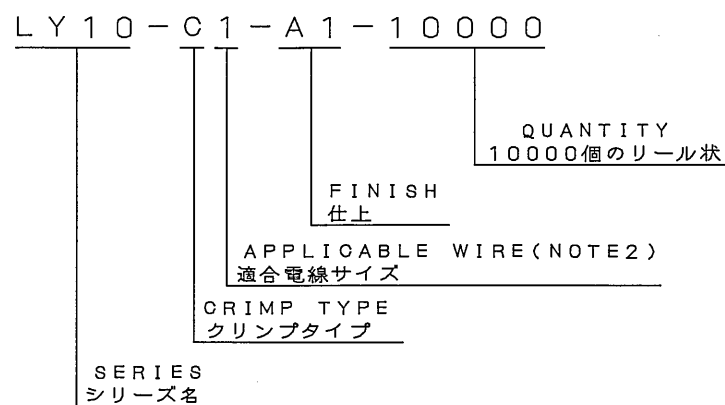 LY10-C1-A1-10000
QUANTITY
10000個のリール状
FINISH
仕上
APPLICABLE WIRE(NOTE2)
適合電線サイズ
CRIMP TYPE
クリンプタイプ
SERIES
シリーズ名